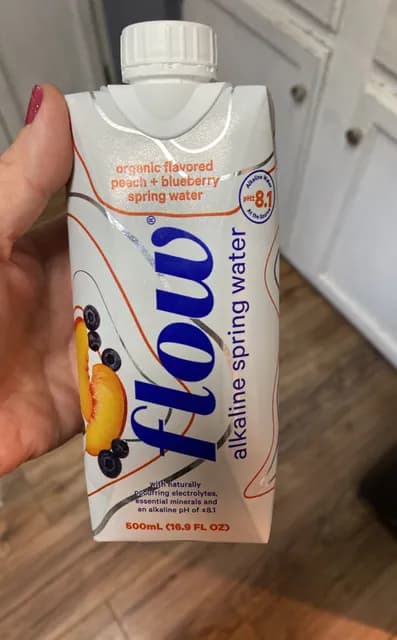 organic flavored
peach + blueberry
spring water
Alkaline Water
pH± 8.1
At the Source
flow®
alkaline spring water
with naturally
occurring electrolytes,
essential minerals and
an alkaline pH of ±8.1
500mL (16.9 FL OZ)